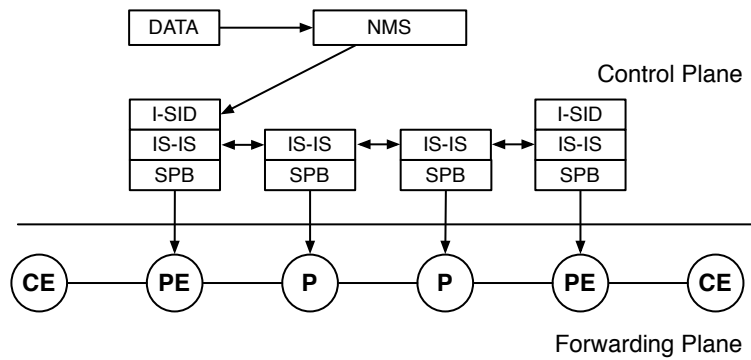 DATA NMS
Control Plane
I-SID I-SID
IS-IS IS-IS IS-IS IS-IS
SPB SPB SPB SPB
CE PE P P PE CE
Forwarding Plane